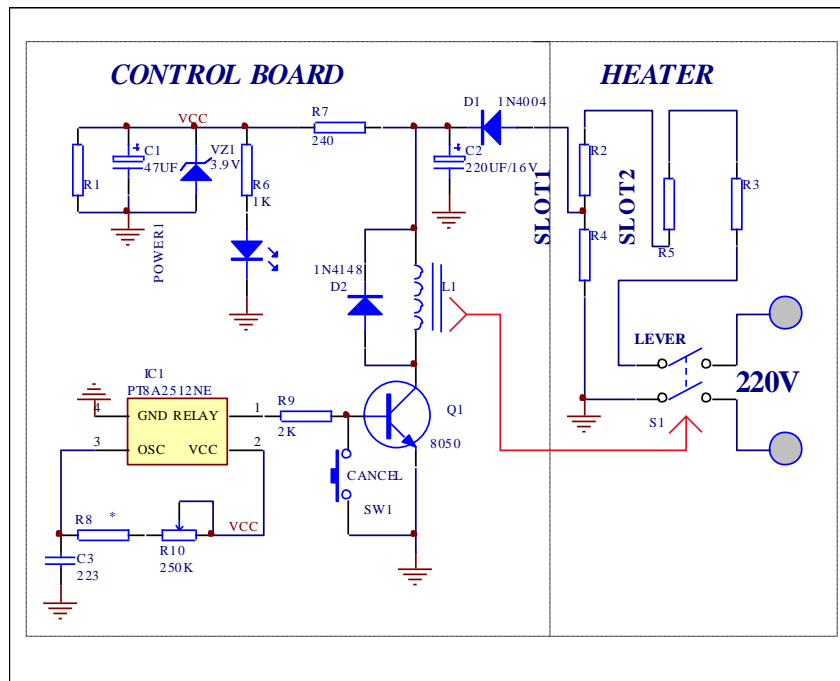 CONTROL BOARD
HEATER
VCC
R7
240
D1
1N4004
C1
47UF
VZ1
3.9V
R1
R6
1K
C2
220UF/16V
R2
R4
SLOT1
SLOT2
R5
R3
POWER1
1N4148
D2
L1
LEVER
220V
S1
IC1
PT8A2512NE
4
GND RELAY
1
3
OSC
VCC
2
R9
2K
Q1
8050
CANCEL
SW1
R8
*
R10
250K
VCC
C3
223